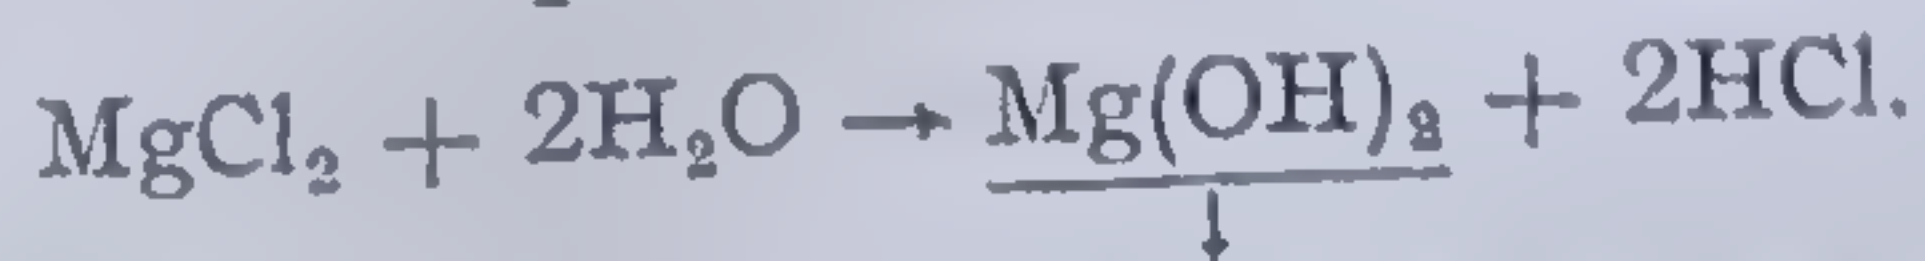 MgCl₂ + 2H₂O → Mg(OH)₂ + 2HCl.